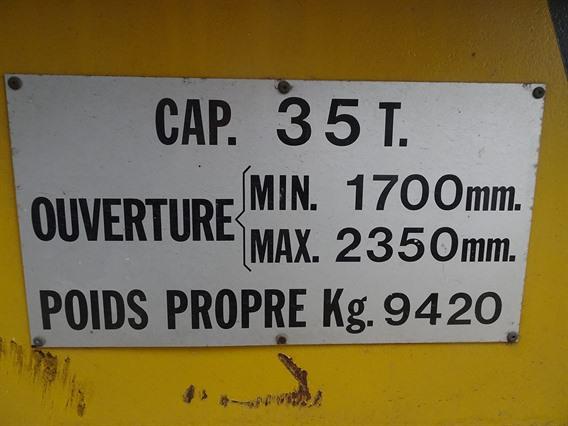 CAP. 35 T.
OUVERTURE
MIN. 1700mm.
MAX. 2350mm.
POIDS PROPRE Kg. 9420